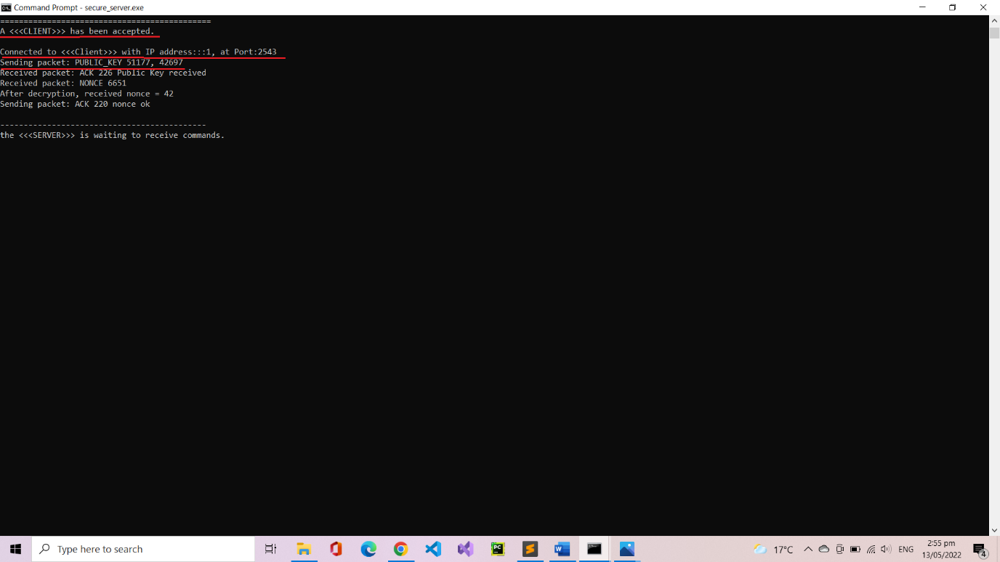 Command Prompt - secure_server.exe
=============================================
A <<<CLIENT>>> has been accepted.
Connected to <<<Client>>> with IP address:::1, at Port:2543
Sending packet: PUBLIC_KEY 51177, 42697
Received packet: ACK 226 Public Key received
Received packet: NONCE 6651
After decryption, received nonce = 42
Sending packet: ACK 220 nonce ok
--------------------------------------------
the <<<SERVER>>> is waiting to receive commands.
Type here to search
17°C
ENG
2:55 pm
13/05/2022
4